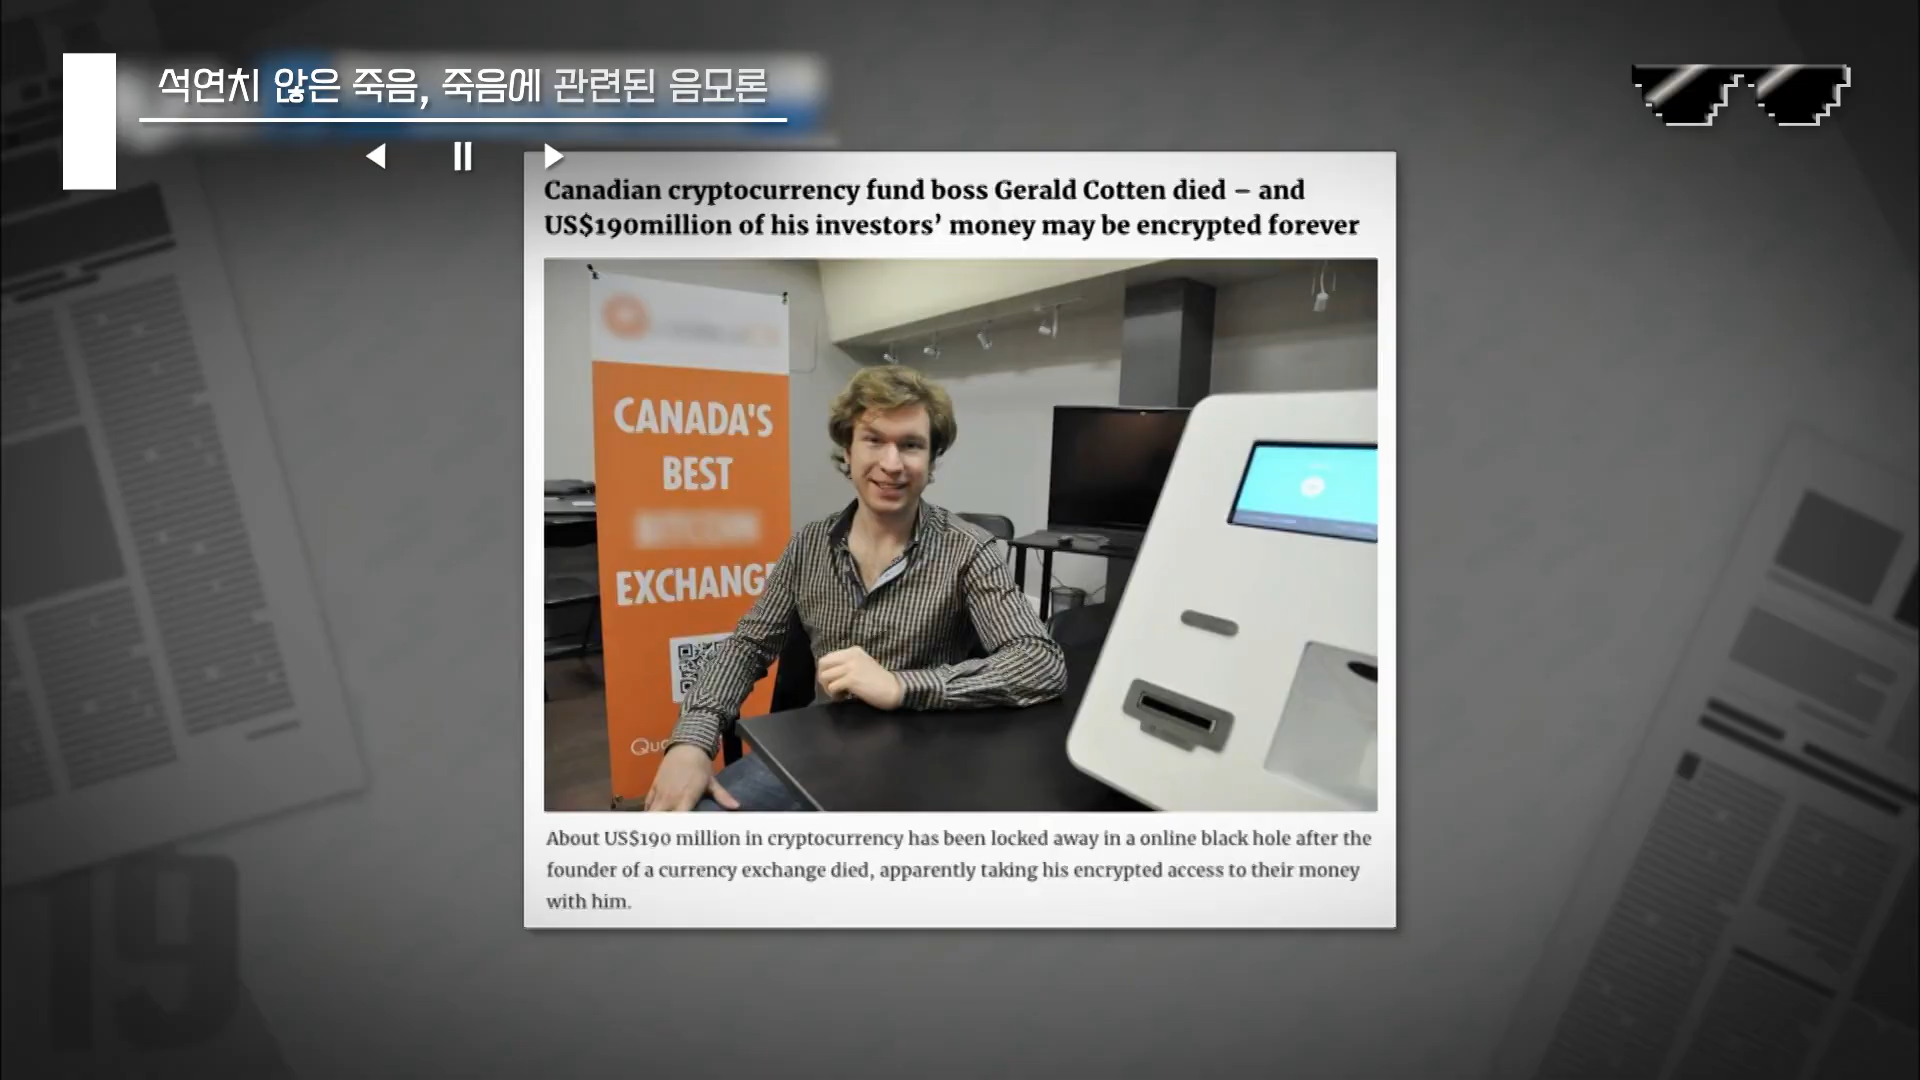 석연치 않은 죽음, 죽음에 관련된 음모론
Canadian cryptocurrency fund boss Gerald Cotten died – and
US$190million of his investors’ money may be encrypted forever
CANADA'S
BEST
EXCHANGE
About US$190 million in cryptocurrency has been locked away in a online black hole after the
founder of a currency exchange died, apparently taking his encrypted access to their money
with him.
19